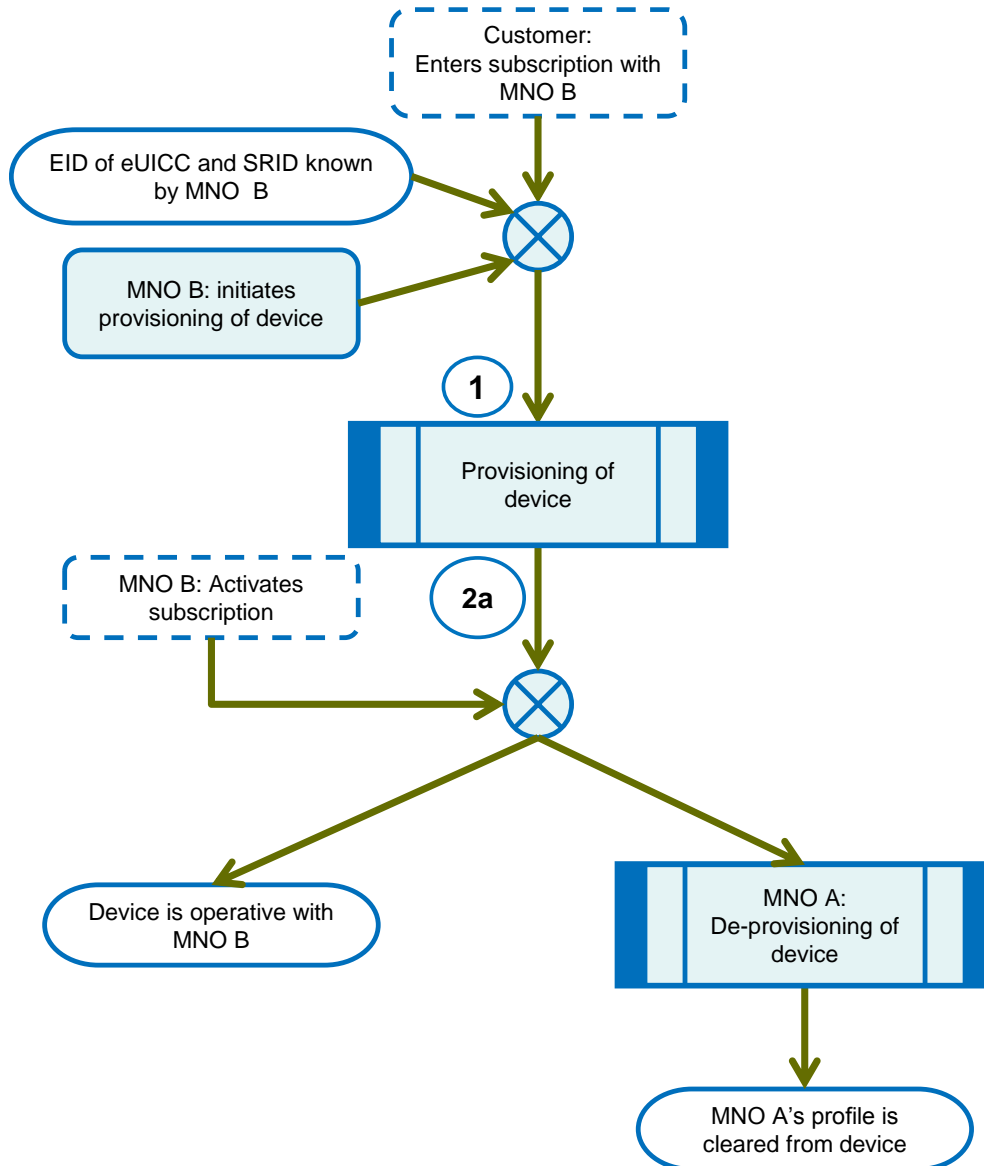 Customer:
Enters subscription with
MNO B
EID of eUICC and SRID known
by MNO B
MNO B: initiates
provisioning of device
1
Provisioning of
device
MNO B: Activates
subscription
2a
Device is operative with
MNO B
MNO A:
De-provisioning of
device
MNO A's profile is
cleared from device